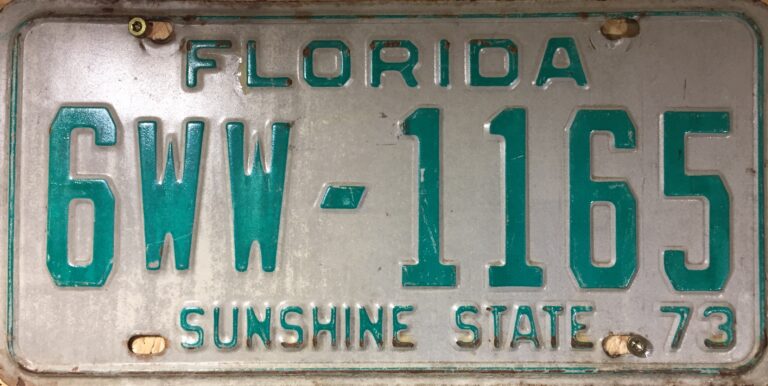 FLORIDA
6WW-1165
SUNSHINE STATE 73